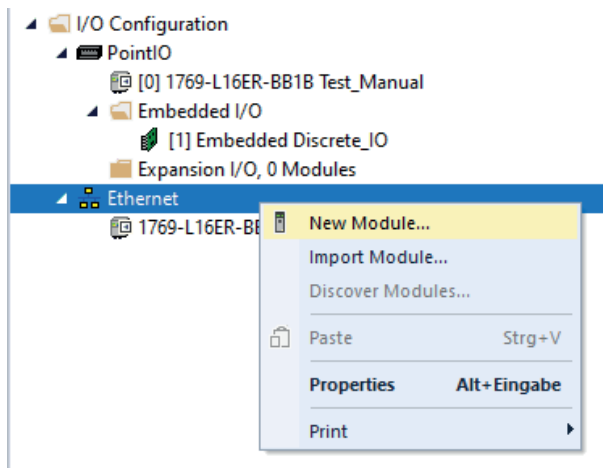 I/O Configuration
PointIO
[0] 1769-L16ER-BB1B Test_Manual
Embedded I/O
[1] Embedded Discrete_IO
Expansion I/O, 0 Modules
Ethernet
1769-L16ER-BB
New Module...
Import Module...
Discover Modules...
Paste Strg+V
Properties Alt+Eingabe
Print